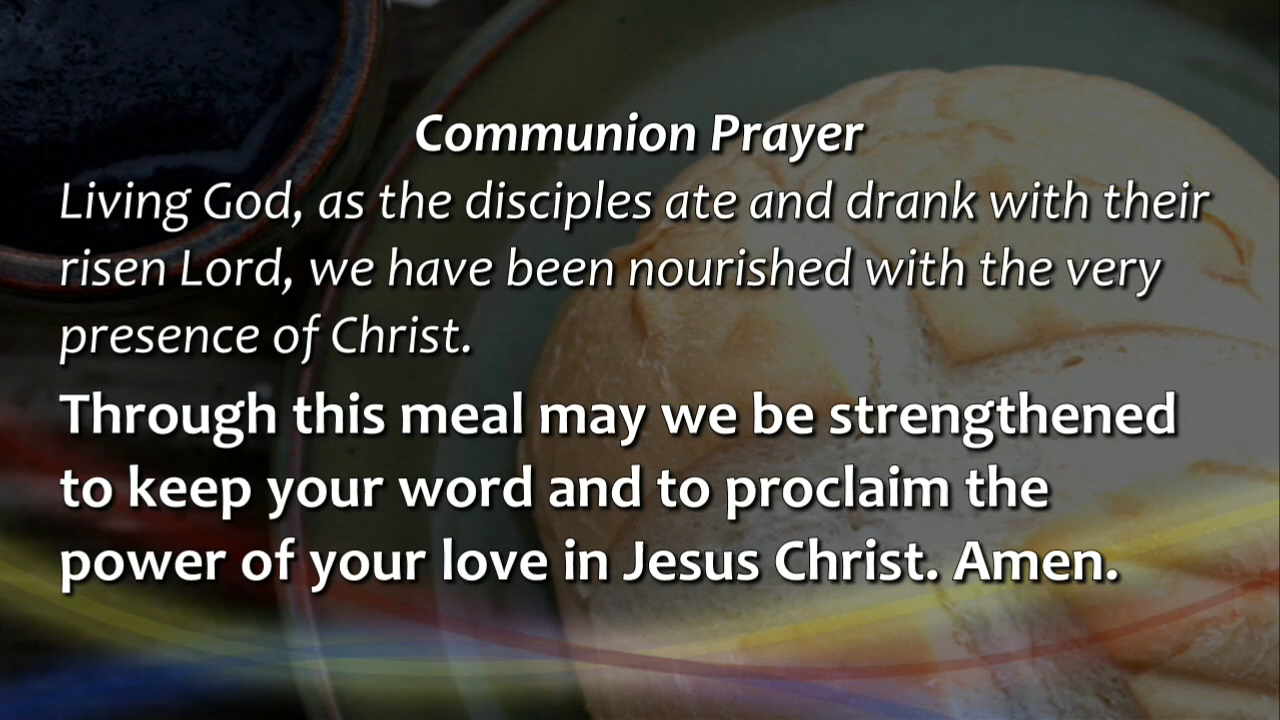 Communion Prayer
Living God, as the disciples ate and drank with their
risen Lord, we have been nourished with the very
presence of Christ.
Through this meal may we be strengthened
to keep your word and to proclaim the
power of your love in Jesus Christ. Amen.